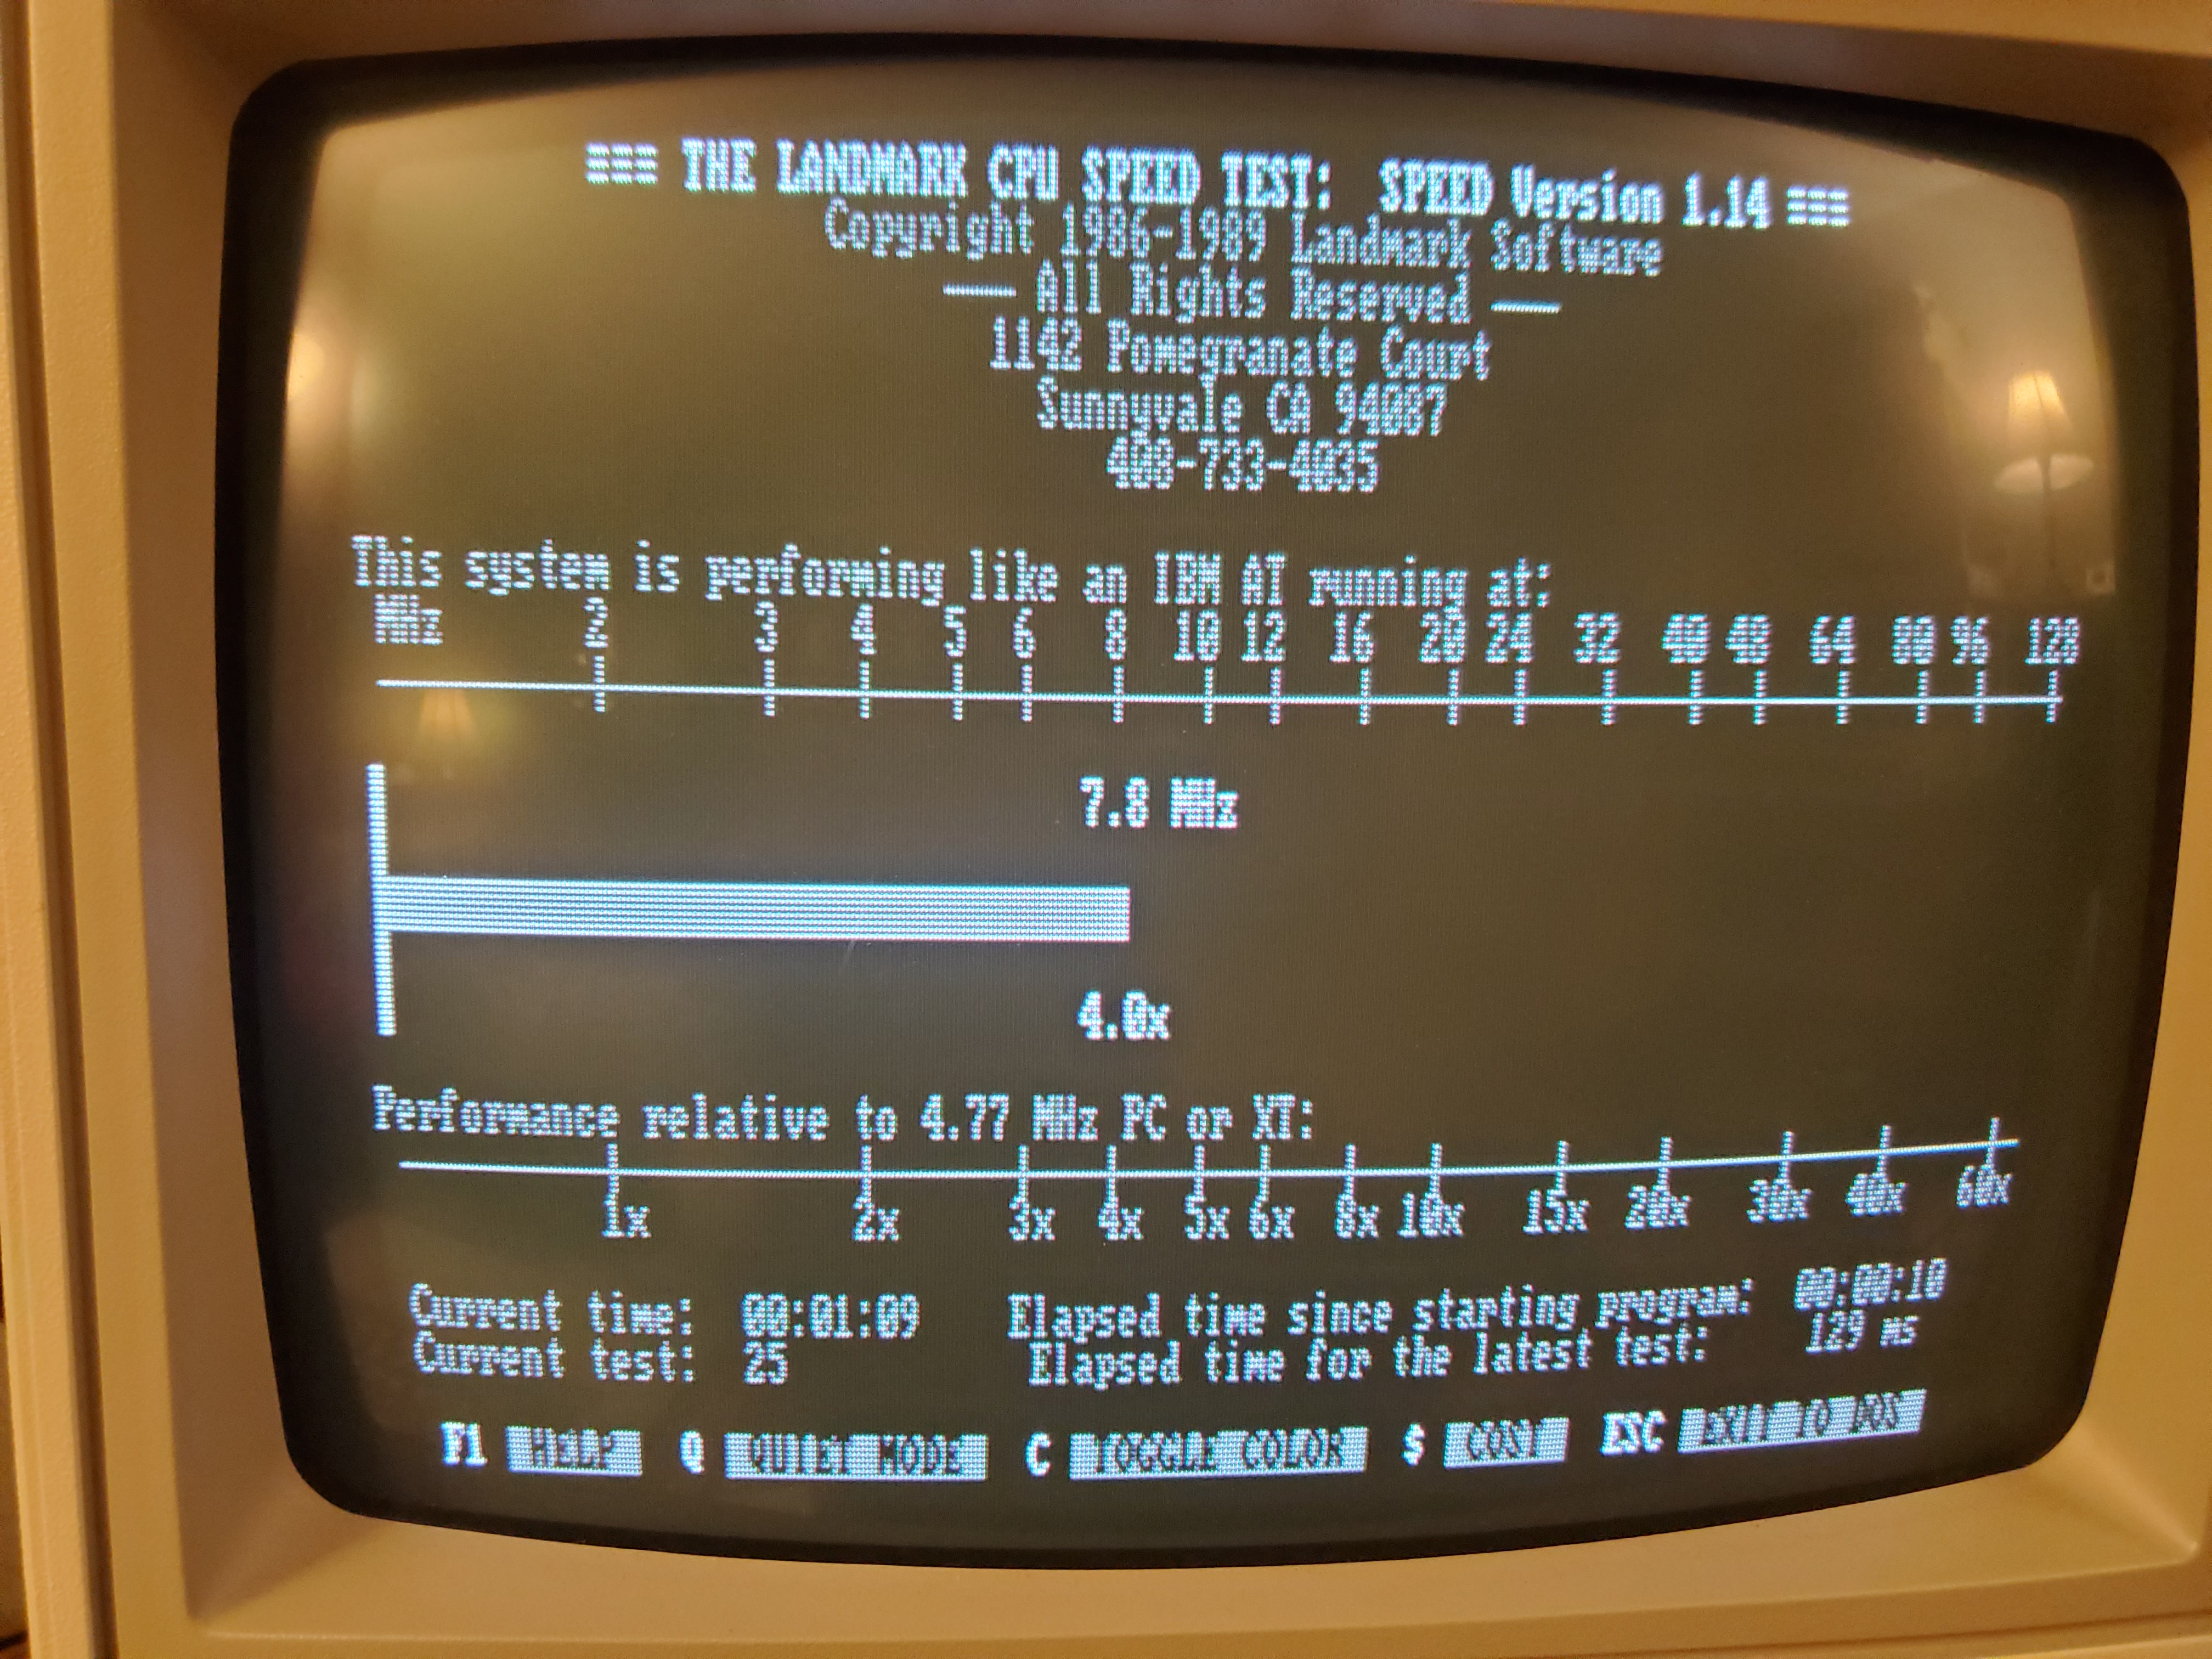 ≡≡≡ THE LANDMARK CPU SPEED TEST:  SPEED Version 1.14 ≡≡≡
Copyright 1986-1989 Landmark Software
── All Rights Reserved ──
1142 Pomegranate Court
Sunnyvale CA 94087
408-733-4035
This system is performing like an IBM AT running at:
MHz 2 3 4 5 6 8 10 12 16 20 24 32 40 48 64 80 96 128
7.8 MHz
4.0x
Performance relative to 4.77 MHz PC or XT:
1x 2x 3x 4x 5x 6x 8x 10x 15x 20x 30x 40x 60x
Current time: 00:01:09 Elapsed time since starting program: 00:00:10
Current test: 25 Elapsed time for the latest test: 129 ms
F1 HELP Q QUIET MODE C TOGGLE COLOR $ COST ESC EXIT TO DOS